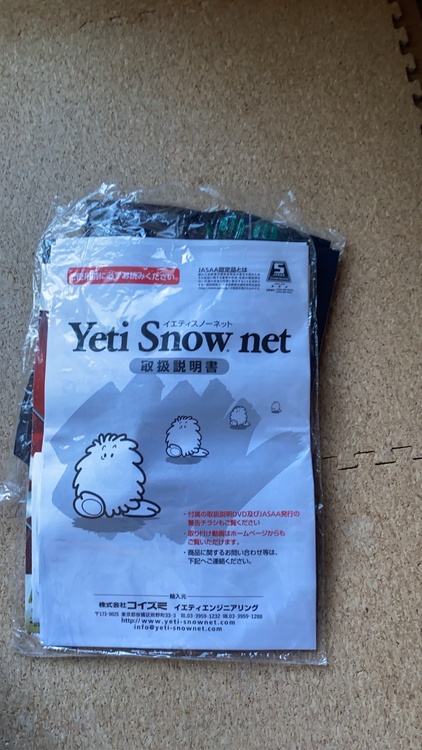 ご使用前に必ずお読みください。
JASAA認定品とは
イエティスノーネット
Yeti Snow net
取扱説明書
・付属の取扱説明DVD及びJASAA発行の
警告チラシもご覧ください
・取り付け動画はホームページからも
ご覧いただけます。
・商品に関するお問い合わせ等は、
下記へご連絡ください。
輸入元
株式会社コイズミ イエティエンジニアリング
http://www.yeti-snownet.com
info@yeti-snownet.com